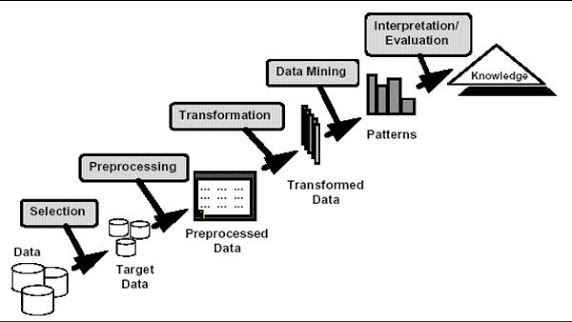 Interpretation/
Evaluation
Data Mining
Knowledge
Transformation
Patterns
Preprocessing
Transformed
Data
Selection
Preprocessed
Data
Data
Target
Data